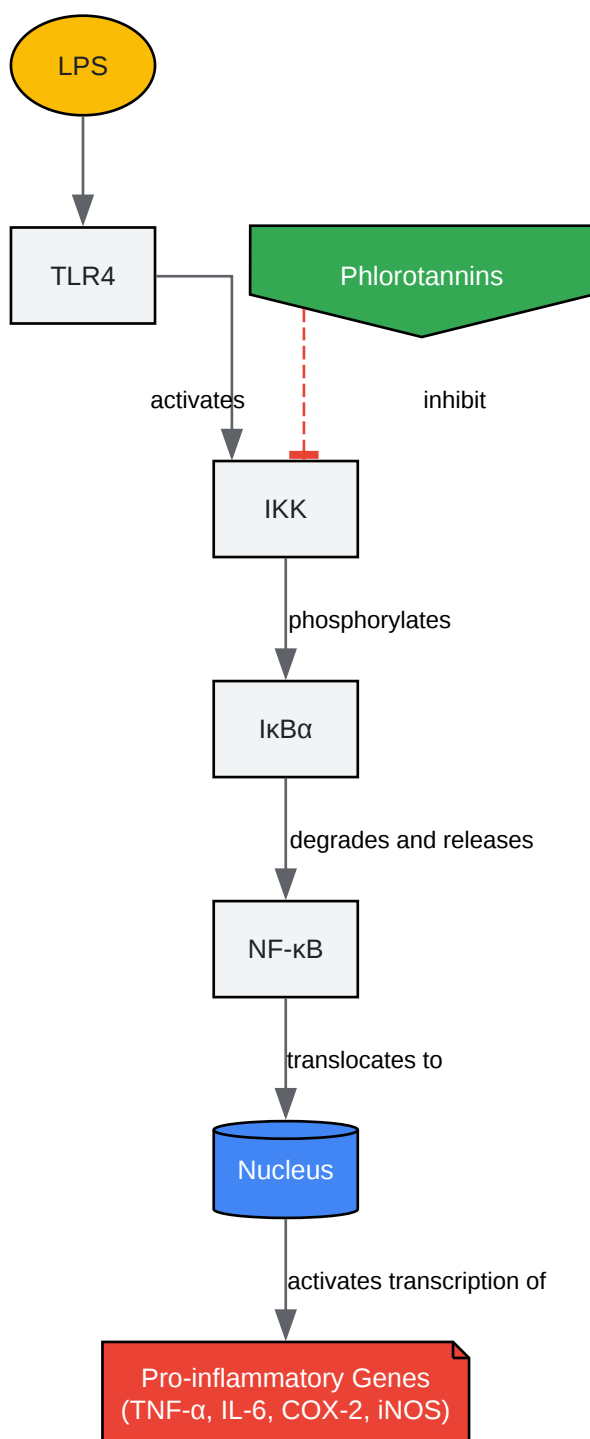 LPS
TLR4
Phlorotannins
activates
inhibit
IKK
phosphorylates
IκBα
degrades and releases
NF-κB
translocates to
Nucleus
activates transcription of
Pro-inflammatory Genes
(TNF-α, IL-6, COX-2, iNOS)